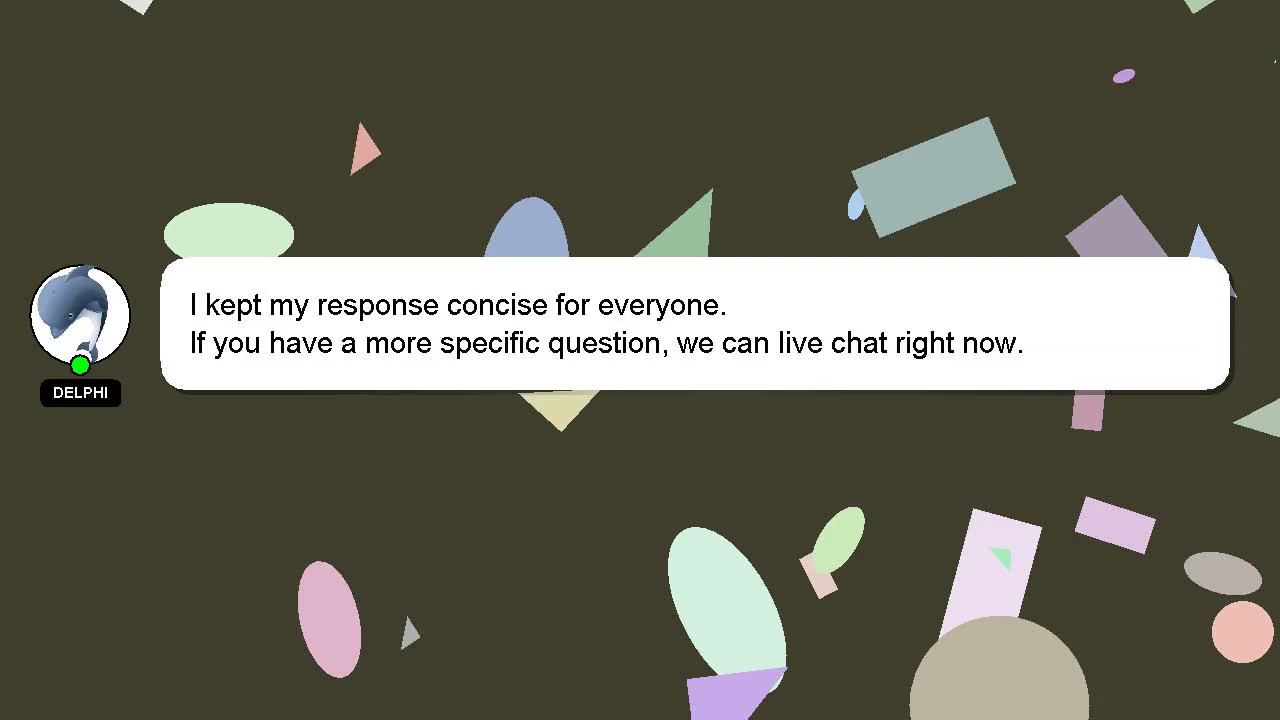 I kept my response concise for everyone.
If you have a more specific question, we can live chat right now.
DELPHI